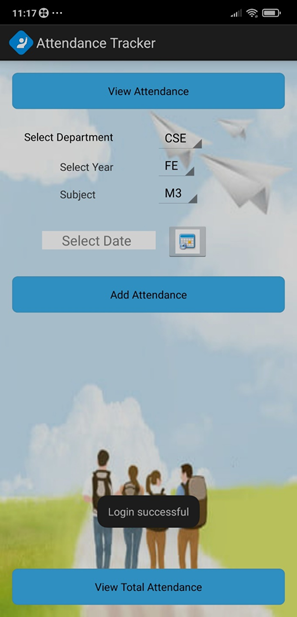 11:17 ...
Attendance Tracker
View Attendance
Select Department CSE
Select Year FE
Subject M3
Select Date
Add Attendance
Login successful
View Total Attendance